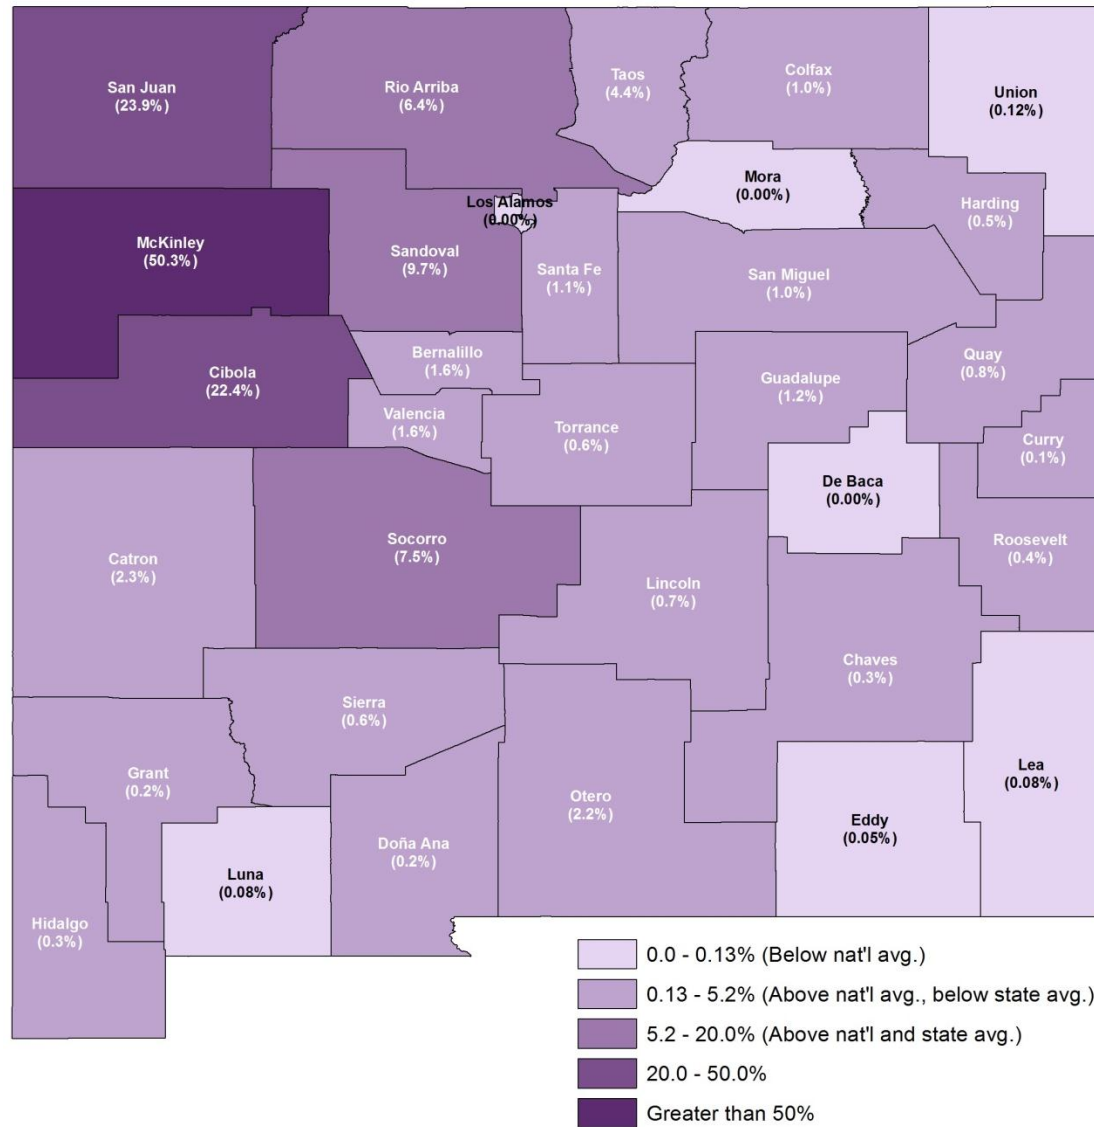 San Juan
(23.9%)
Rio Arriba
(6.4%)
Taos
(4.4%)
Colfax
(1.0%)
Union
(0.12%)
Mora
(0.00%)
Los Alamos
(0.00%)
Harding
(0.5%)
McKinley
(50.3%)
Sandoval
(9.7%)
Santa Fe
(1.1%)
San Miguel
(1.0%)
Bernalillo
(1.6%)
Quay
(0.8%)
Cibola
(22.4%)
Guadalupe
(1.2%)
Valencia
(1.6%)
Torrance
(0.6%)
Curry
(0.1%)
De Baca
(0.00%)
Socorro
(7.5%)
Roosevelt
(0.4%)
Catron
(2.3%)
Lincoln
(0.7%)
Chaves
(0.3%)
Sierra
(0.6%)
Lea
(0.08%)
Grant
(0.2%)
Otero
(2.2%)
Eddy
(0.05%)
Doña Ana
(0.2%)
Luna
(0.08%)
Hidalgo
(0.3%)
0.0 - 0.13% (Below nat'l avg.)
0.13 - 5.2% (Above nat'l avg., below state avg.)
5.2 - 20.0% (Above nat'l and state avg.)
20.0 - 50.0%
Greater than 50%